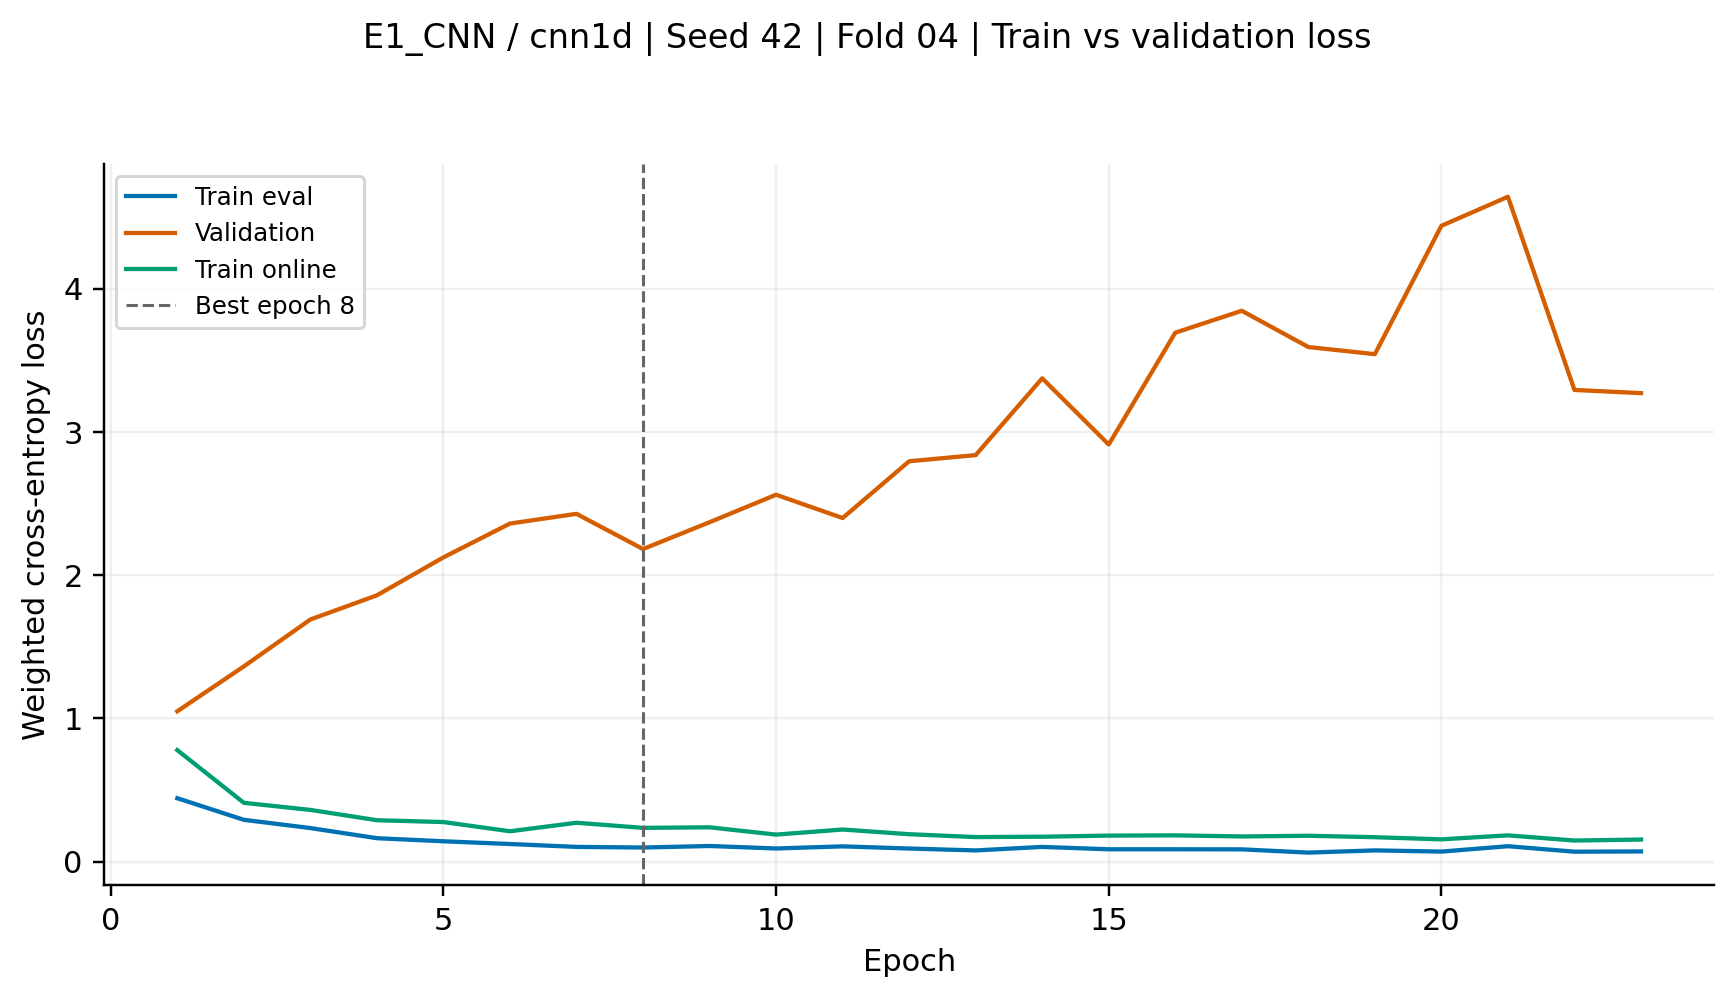 E1_CNN / cnn1d | Seed 42 | Fold 04 | Train vs validation loss
Train eval
Validation
Train online
Best epoch 8
Weighted cross-entropy loss
4
3
2
1
0
0 5 10 15 20
Epoch